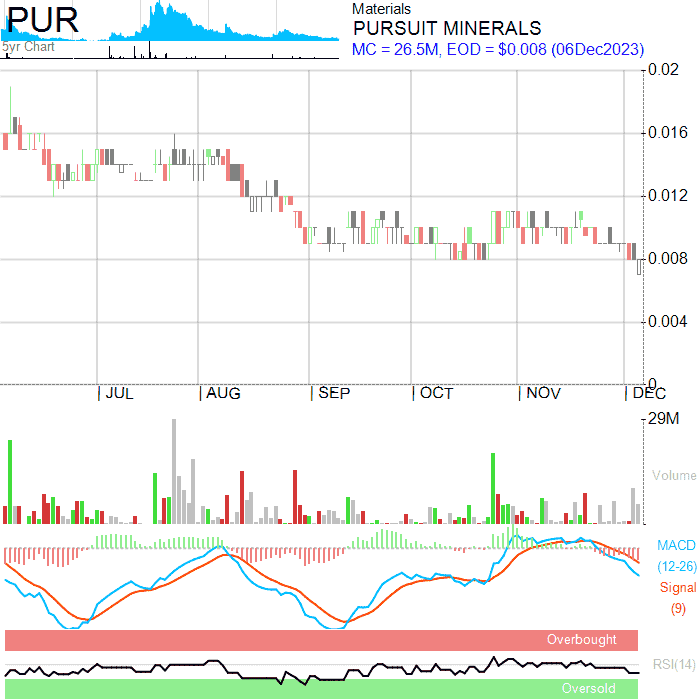 PUR
5yr Chart
Materials
PURSUIT MINERALS
MC = 26.5M, EOD = $0.008 (06Dec2023)
0.02
0.016
0.012
0.008
0.004
0
JUL AUG SEP OCT NOV DEC
29M
Volume
MACD
(12-26)
Signal
(9)
Overbought
RSI(14)
Oversold